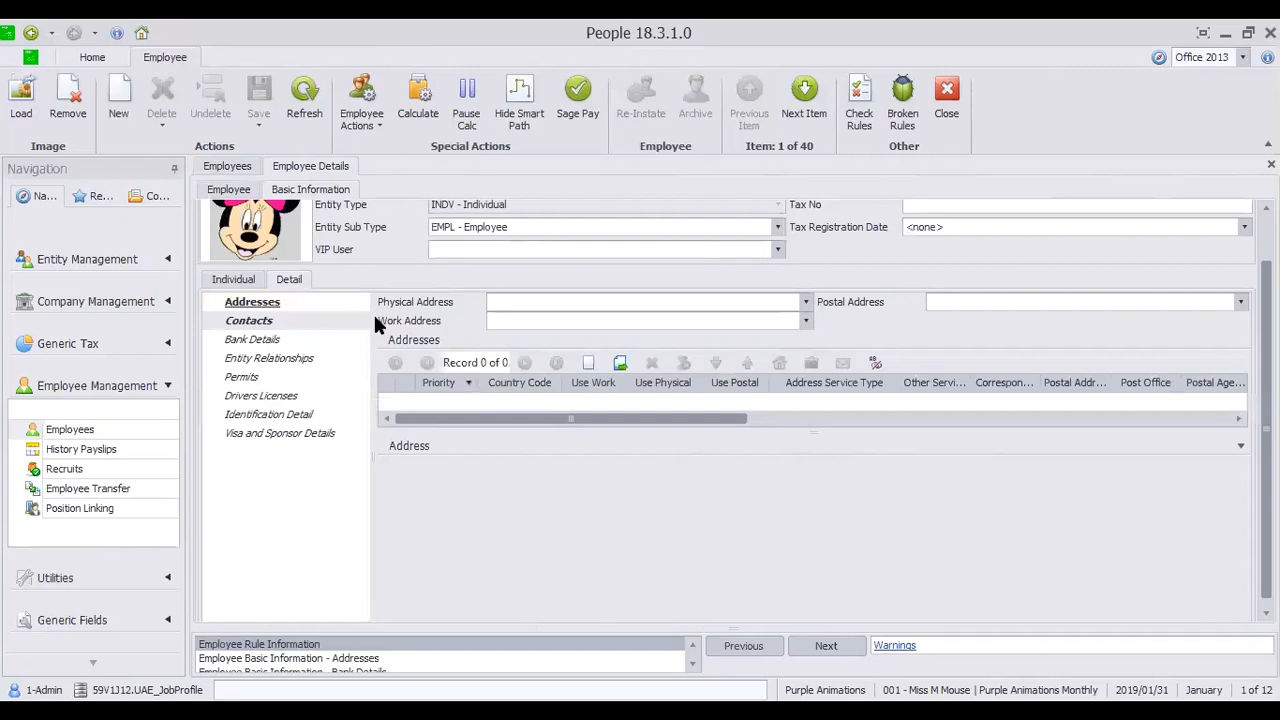 People 18.3.1.0
Home
Employee
Office 2013
Load
Remove
New
Delete
Undelete
Save
Refresh
Employee Actions
Calculate
Pause Calc
Hide Smart Path
Sage Pay
Re-Instate
Archive
Previous Item
Next Item
Check Rules
Broken Rules
Close
Image
Actions
Special Actions
Employee
Item: 1 of 40
Other
Navigation
Na...
Re...
Co...
Entity Management
Company Management
Generic Tax
Employee Management
Employees
History Payslips
Recruits
Employee Transfer
Position Linking
Utilities
Generic Fields
Employees
Employee Details
Employee
Basic Information
Entity Type
INDV - Individual
Tax No
Entity Sub Type
EMPL - Employee
Tax Registration Date
<none>
VIP User
Individual
Detail
Addresses
Contacts
Bank Details
Entity Relationships
Permits
Drivers Licenses
Identification Detail
Visa and Sponsor Details
Physical Address
Postal Address
Work Address
Addresses
Record 0 of 0
Priority
Country Code
Use Work
Use Physical
Use Postal
Address Service Type
Other Servi...
Correspon...
Postal Addr...
Post Office
Postal Age...
Address
Employee Rule Information
Employee Basic Information - Addresses
Employee Basic Information - Bank Details
Previous
Next
Warnings
1-Admin
59V1J12.UAE_JobProfile
Purple Animations
001 - Miss M Mouse | Purple Animations Monthly
2019/01/31
January
1 of 12